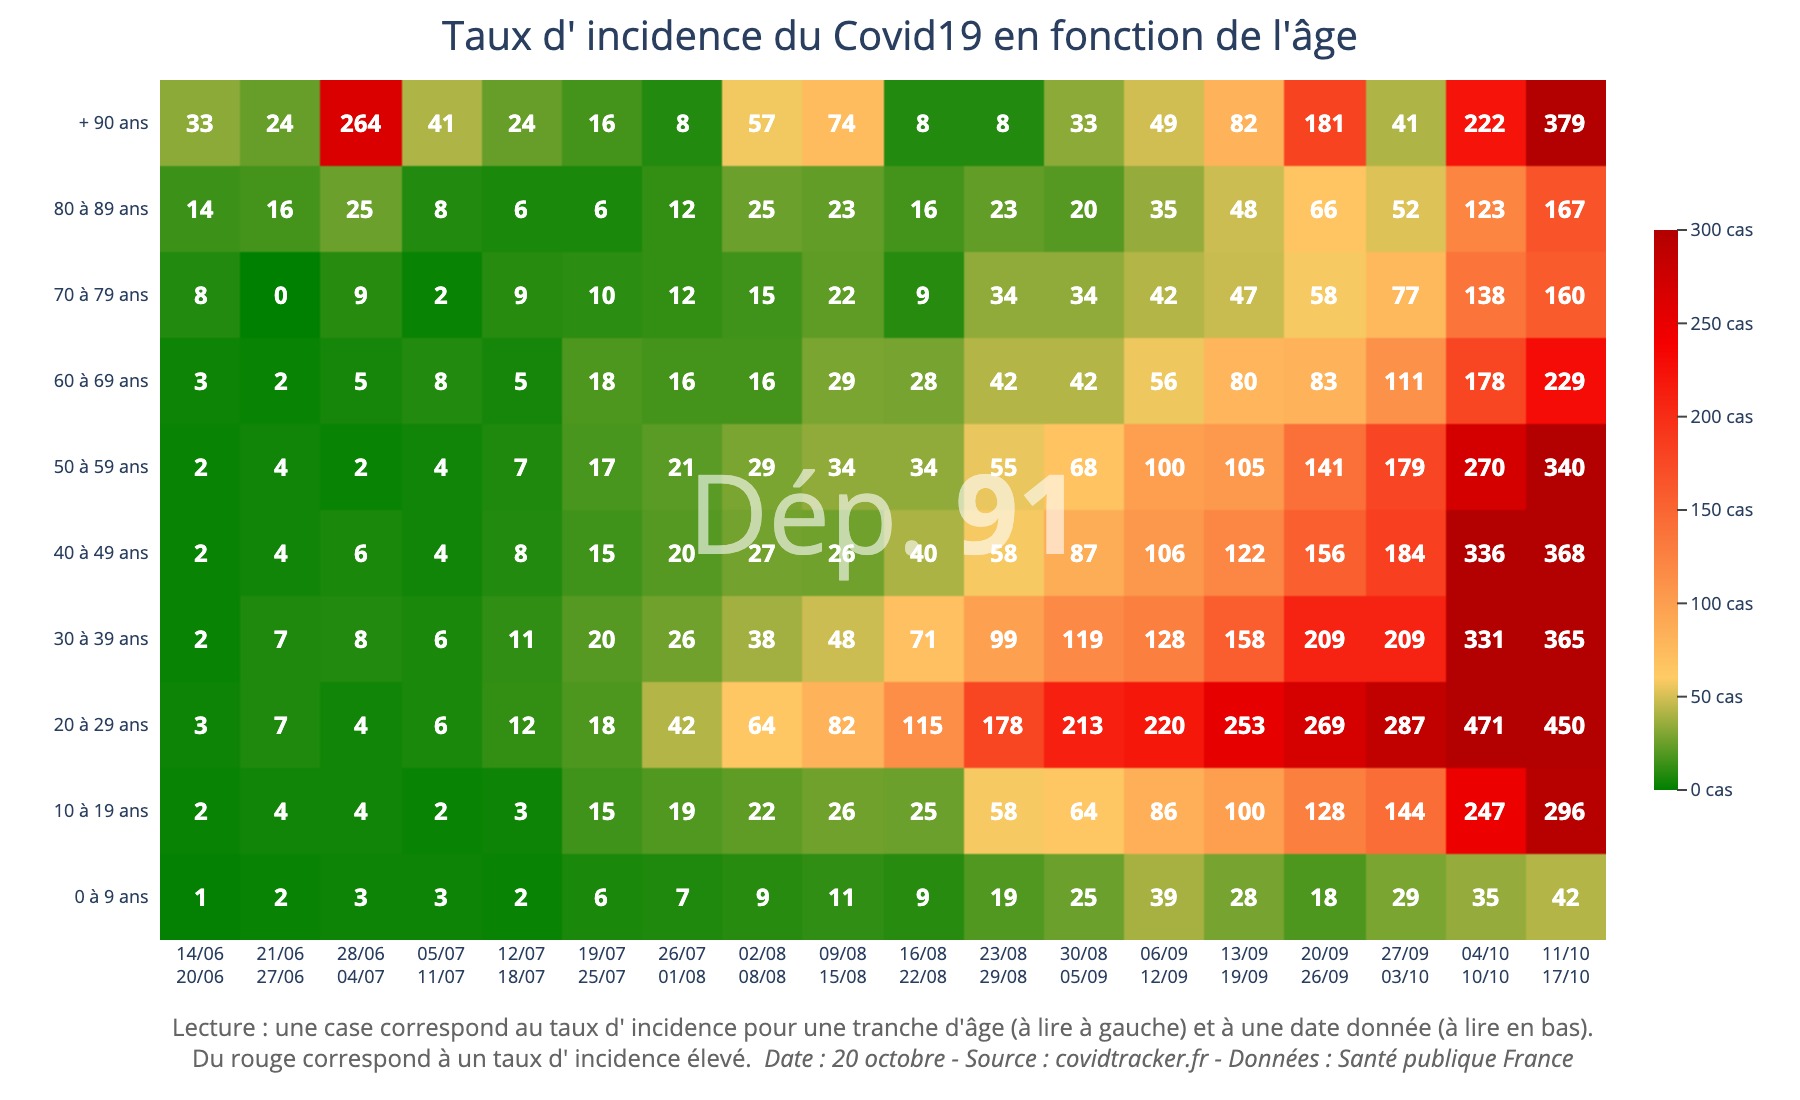 Taux d' incidence du Covid19 en fonction de l'âge
+ 90 ans 33 24 264 41 24 16 8 57 74 8 8 33 49 82 181 41 222 379
80 à 89 ans 14 16 25 8 6 6 12 25 23 16 23 20 35 48 66 52 123 167
70 à 79 ans 8 0 9 2 9 10 12 15 22 9 34 34 42 47 58 77 138 160
60 à 69 ans 3 2 5 8 5 18 16 16 29 28 42 42 56 80 83 111 178 229
50 à 59 ans 2 4 2 4 7 17 21 29 34 34 55 68 100 105 141 179 270 340
Dép. 91
40 à 49 ans 2 4 6 4 8 15 20 27 26 40 58 87 106 122 156 184 336 368
30 à 39 ans 2 7 8 6 11 20 26 38 48 71 99 119 128 158 209 209 331 365
20 à 29 ans 3 7 4 6 12 18 42 64 82 115 178 213 220 253 269 287 471 450
10 à 19 ans 2 4 4 2 3 15 19 22 26 25 58 64 86 100 128 144 247 296
0 à 9 ans 1 2 3 3 2 6 7 9 11 9 19 25 39 28 18 29 35 42
14/06 21/06 28/06 05/07 12/07 19/07 26/07 02/08 09/08 16/08 23/08 30/08 06/09 13/09 20/09 27/09 04/10 11/10
20/06 27/06 04/07 11/07 18/07 25/07 01/08 08/08 15/08 22/08 29/08 05/09 12/09 19/09 26/09 03/10 10/10 17/10
300 cas
250 cas
200 cas
150 cas
100 cas
50 cas
0 cas
Lecture : une case correspond au taux d' incidence pour une tranche d'âge (à lire à gauche) et à une date donnée (à lire en bas).
Du rouge correspond à un taux d' incidence élevé. Date : 20 octobre - Source : covidtracker.fr - Données : Santé publique France